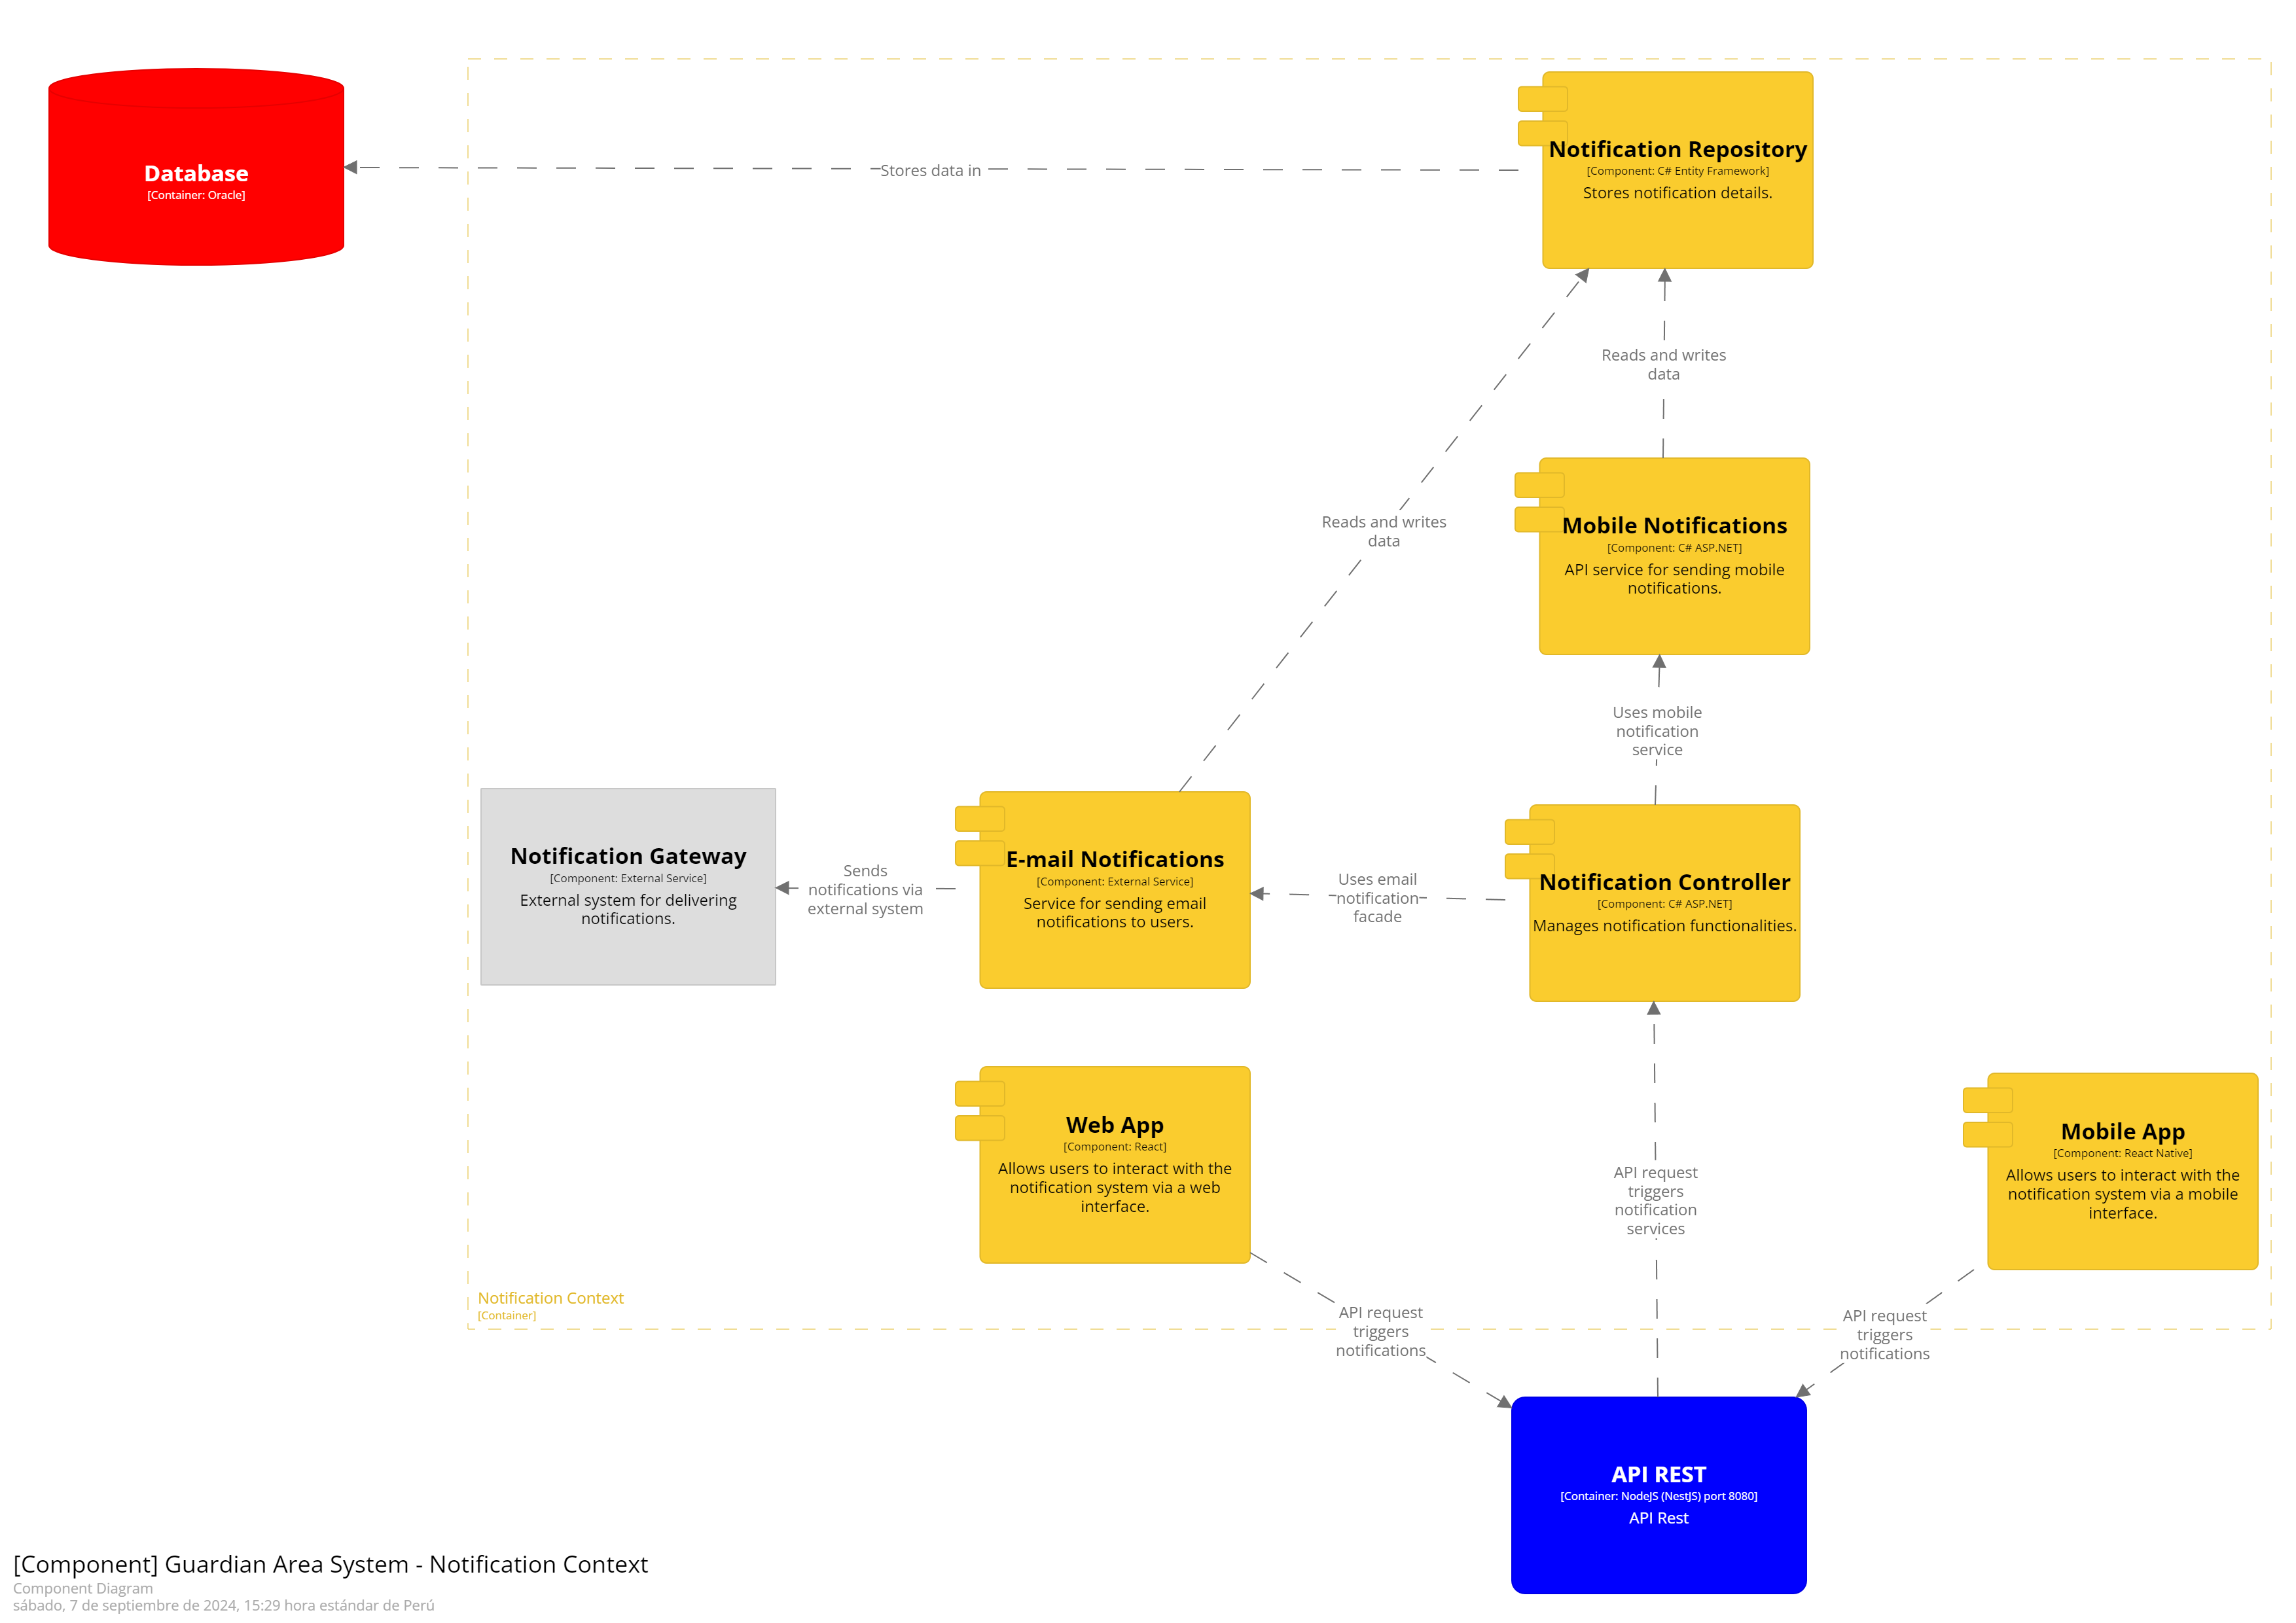 Database
[Container: Oracle]
Stores data in
Notification Repository
[Component: C# Entity Framework]
Stores notification details.
Reads and writes
data
Reads and writes
data
Mobile Notifications
[Component: C# ASP.NET]
API service for sending mobile
notifications.
Uses mobile
notification
service
Notification Gateway
[Component: External Service]
External system for delivering
notifications.
Sends
notifications via
external system
E-mail Notifications
[Component: External Service]
Service for sending email
notifications to users.
Uses email
notification
facade
Notification Controller
[Component: C# ASP.NET]
Manages notification functionalities.
Web App
[Component: React]
Allows users to interact with the
notification system via a web
interface.
API request
triggers
notification
services
Mobile App
[Component: React Native]
Allows users to interact with the
notification system via a mobile
interface.
Notification Context
[Container]
API request
triggers
notifications
API request
triggers
notifications
API REST
[Container: NodeJS (NestJS) port 8080]
API Rest
[Component] Guardian Area System - Notification Context
Component Diagram
sábado, 7 de septiembre de 2024, 15:29 hora estándar de Perú